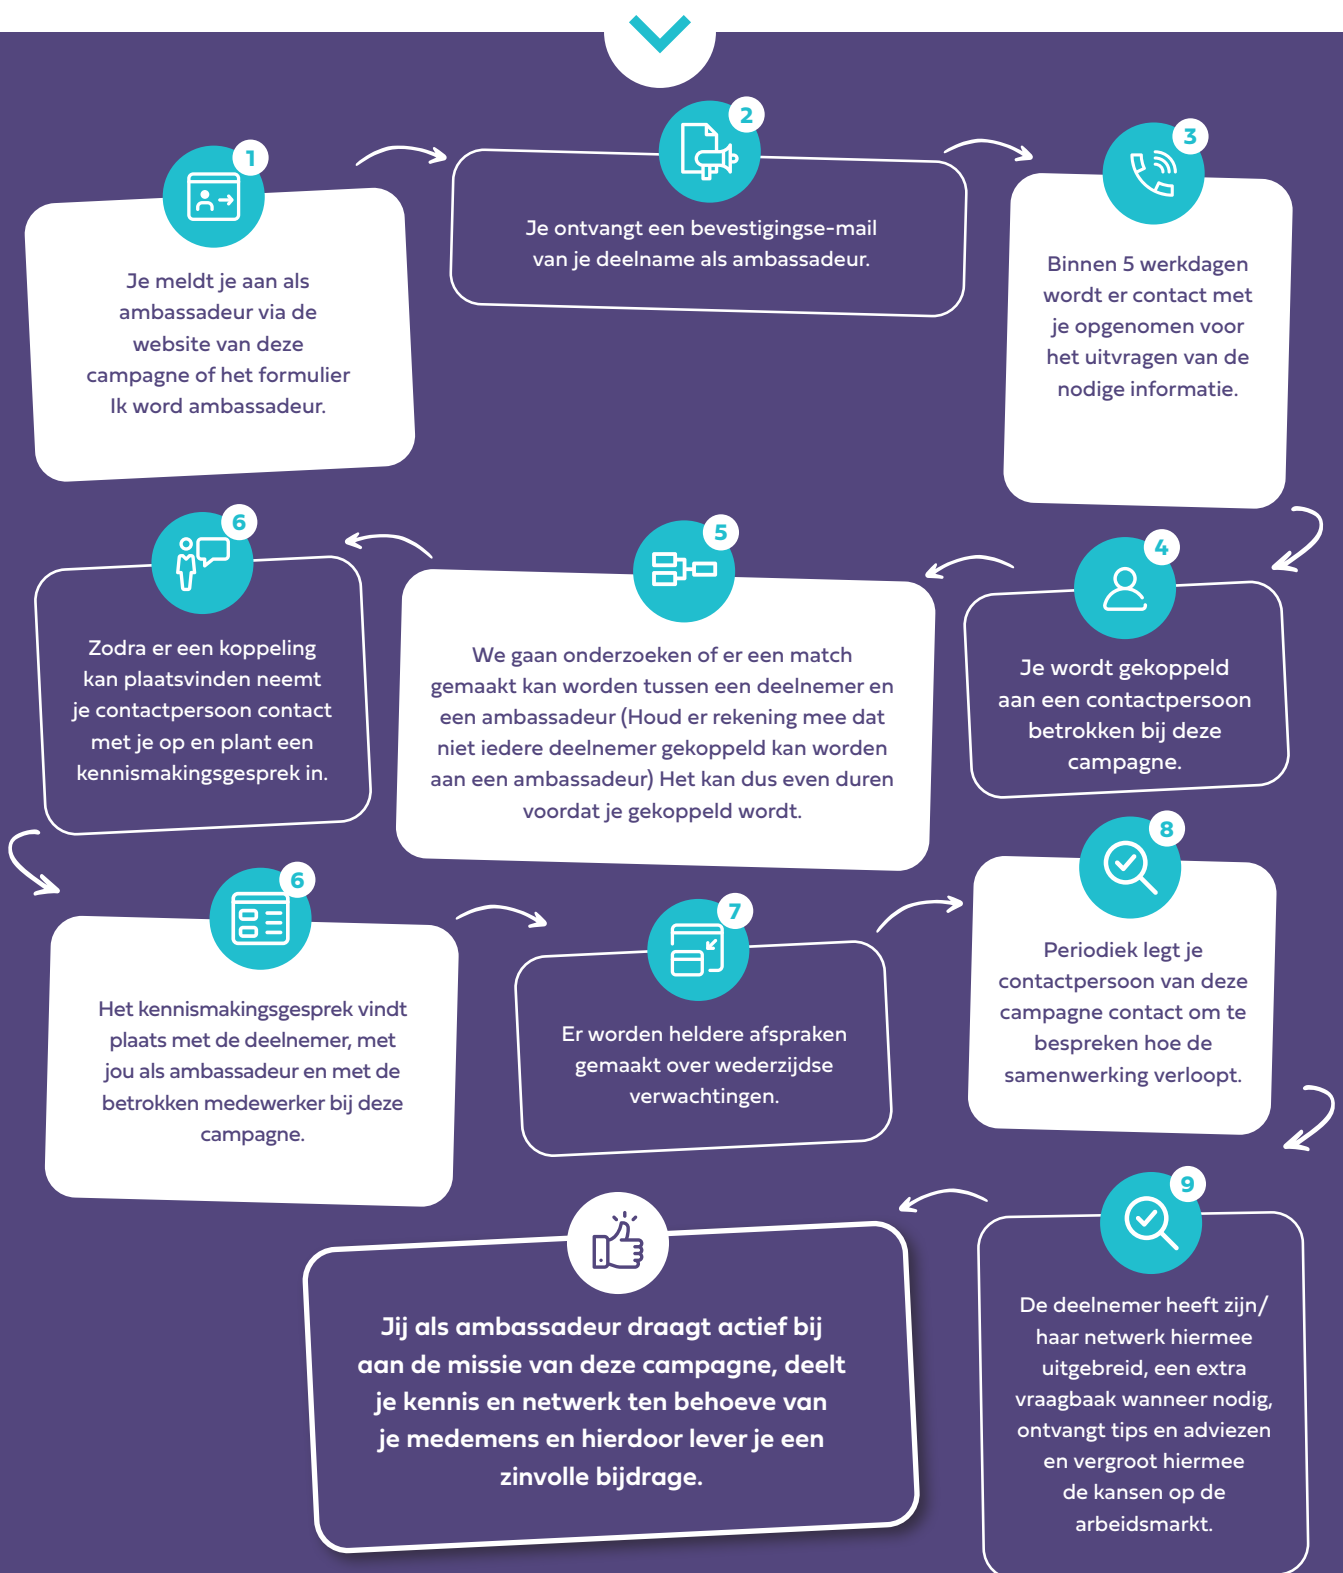 1
Je meldt je aan als
ambassadeur via de
website van deze
campagne of het formulier
Ik word ambassadeur.
2
Je ontvangt een bevestigingse-mail
van je deelname als ambassadeur.
3
Binnen 5 werkdagen
wordt er contact met
je opgenomen voor
het uitvragen van de
nodige informatie.
4
Je wordt gekoppeld
aan een contactpersoon
betrokken bij deze
campagne.
5
We gaan onderzoeken of er een match
gemaakt kan worden tussen een deelnemer en
een ambassadeur (Houd er rekening mee dat
niet iedere deelnemer gekoppeld kan worden
aan een ambassadeur) Het kan dus even duren
voordat je gekoppeld wordt.
6
Zodra er een koppeling
kan plaatsvinden neemt
je contactpersoon contact
met je op en plant een
kennismakingsgesprek in.
6
Het kennismakingsgesprek vindt
plaats met de deelnemer, met
jou als ambassadeur en met de
betrokken medewerker bij deze
campagne.
7
Er worden heldere afspraken
gemaakt over wederzijdse
verwachtingen.
8
Periodiek legt je
contactpersoon van deze
campagne contact om te
bespreken hoe de
samenwerking verloopt.
9
De deelnemer heeft zijn/
haar netwerk hiermee
uitgebreid, een extra
vraagbaak wanneer nodig,
ontvangt tips en adviezen
en vergroot hiermee
de kansen op de
arbeidsmarkt.
Jij als ambassadeur draagt actief bij
aan de missie van deze campagne, deelt
je kennis en netwerk ten behoeve van
je medemens en hierdoor lever je een
zinvolle bijdrage.